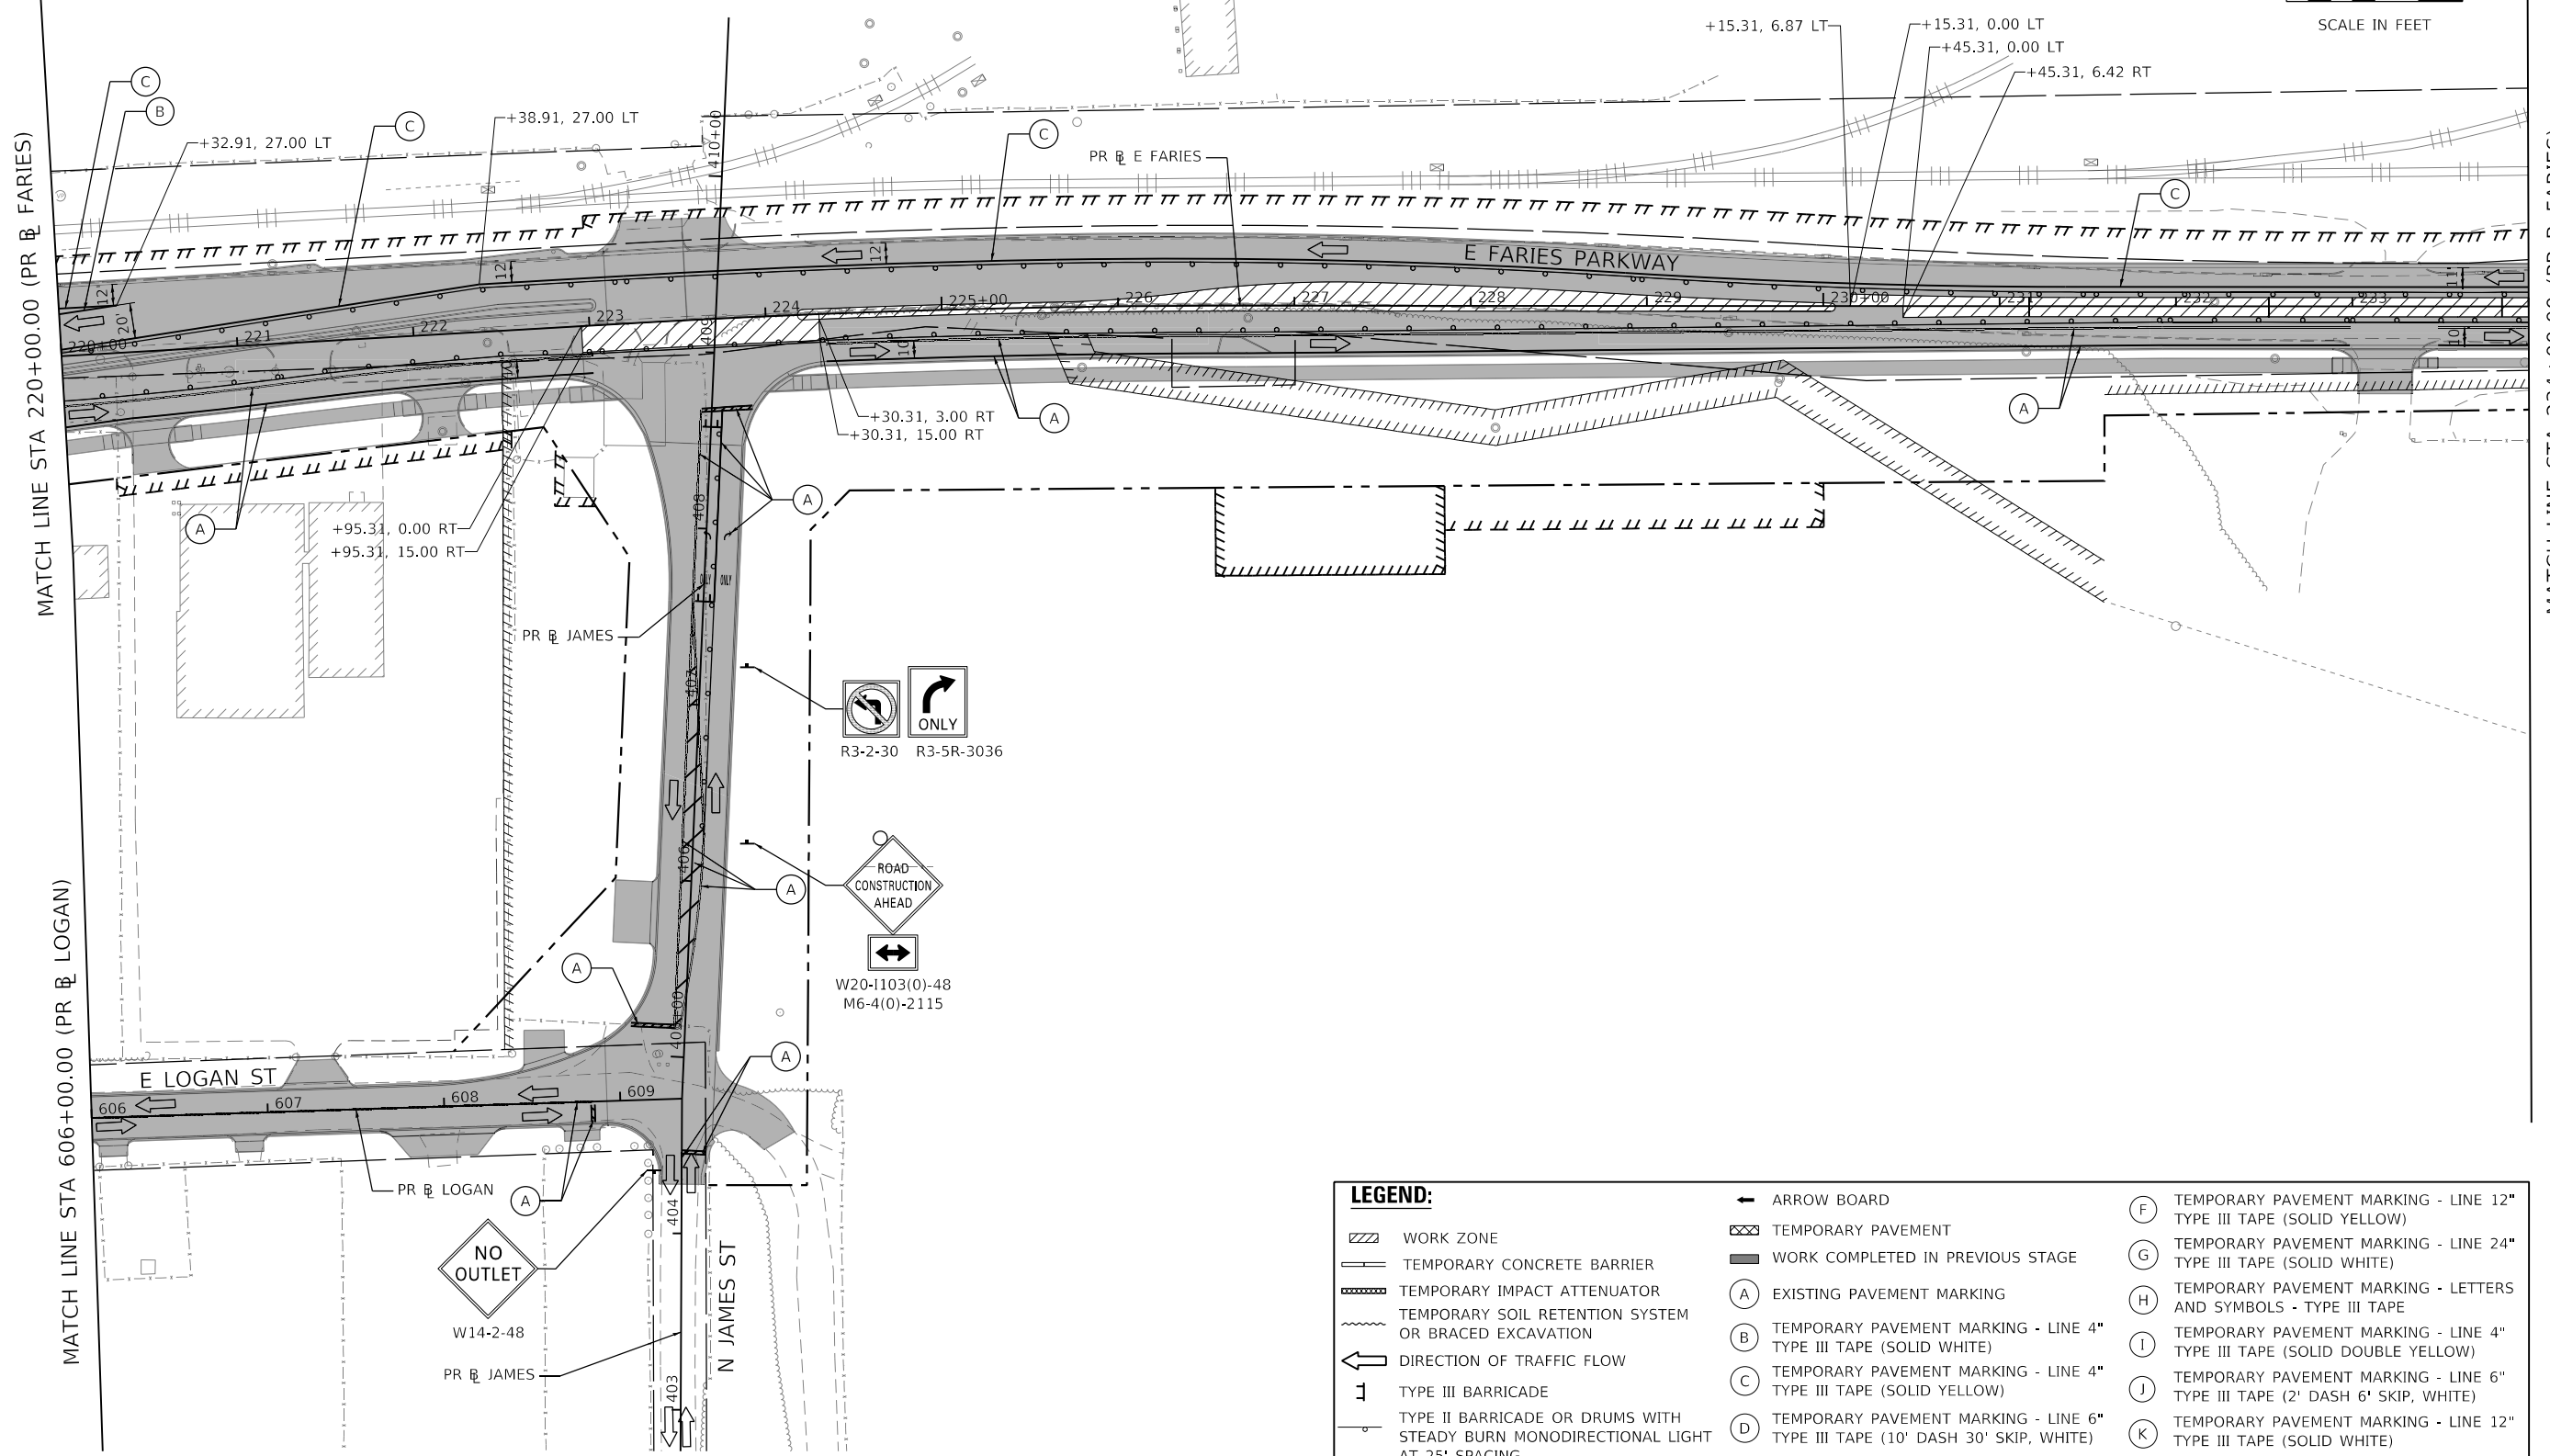 SCALE IN FEET
+15.31, 6.87 LT
+15.31, 0.00 LT
+45.31, 0.00 LT
+45.31, 6.42 RT
C
B
+32.91, 27.00 LT
C
+38.91, 27.00 LT
410+00
C
PR BL E FARIES
C
MATCH LINE STA 220+00.00 (PR BL FARIES)
E FARIES PARKWAY
12'
20'
12'
12'
11'
220+00
221
222
223
224
225+00
226
227
228
229
230+00
231
232
233
409
10'
10'
10'
+30.31, 3.00 RT
+30.31, 15.00 RT
A
A
A
+95.31, 0.00 RT
+95.31, 15.00 RT
A
408
ONLY
ONLY
PR BL JAMES
407
ONLY
R3-2-30
R3-5R-3036
406
A
ROAD
CONSTRUCTION
AHEAD
W20-I103(0)-48
M6-4(0)-2115
A
405+00
A
MATCH LINE STA 606+00.00 (PR BL LOGAN)
E LOGAN ST
606
607
608
609
PR BL LOGAN
A
NO
OUTLET
W14-2-48
404
N JAMES ST
PR BL JAMES
403
LEGEND:
WORK ZONE
TEMPORARY CONCRETE BARRIER
TEMPORARY IMPACT ATTENUATOR
TEMPORARY SOIL RETENTION SYSTEM
OR BRACED EXCAVATION
DIRECTION OF TRAFFIC FLOW
TYPE III BARRICADE
TYPE II BARRICADE OR DRUMS WITH
STEADY BURN MONODIRECTIONAL LIGHT
AT 25' SPACING
ARROW BOARD
TEMPORARY PAVEMENT
WORK COMPLETED IN PREVIOUS STAGE
A EXISTING PAVEMENT MARKING
B TEMPORARY PAVEMENT MARKING - LINE 4"
TYPE III TAPE (SOLID WHITE)
C TEMPORARY PAVEMENT MARKING - LINE 4"
TYPE III TAPE (SOLID YELLOW)
D TEMPORARY PAVEMENT MARKING - LINE 6"
TYPE III TAPE (10' DASH 30' SKIP, WHITE)
F TEMPORARY PAVEMENT MARKING - LINE 12"
TYPE III TAPE (SOLID YELLOW)
G TEMPORARY PAVEMENT MARKING - LINE 24"
TYPE III TAPE (SOLID WHITE)
H TEMPORARY PAVEMENT MARKING - LETTERS
AND SYMBOLS - TYPE III TAPE
I TEMPORARY PAVEMENT MARKING - LINE 4"
TYPE III TAPE (SOLID DOUBLE YELLOW)
J TEMPORARY PAVEMENT MARKING - LINE 6"
TYPE III TAPE (2' DASH 6' SKIP, WHITE)
K TEMPORARY PAVEMENT MARKING - LINE 12"
TYPE III TAPE (SOLID WHITE)